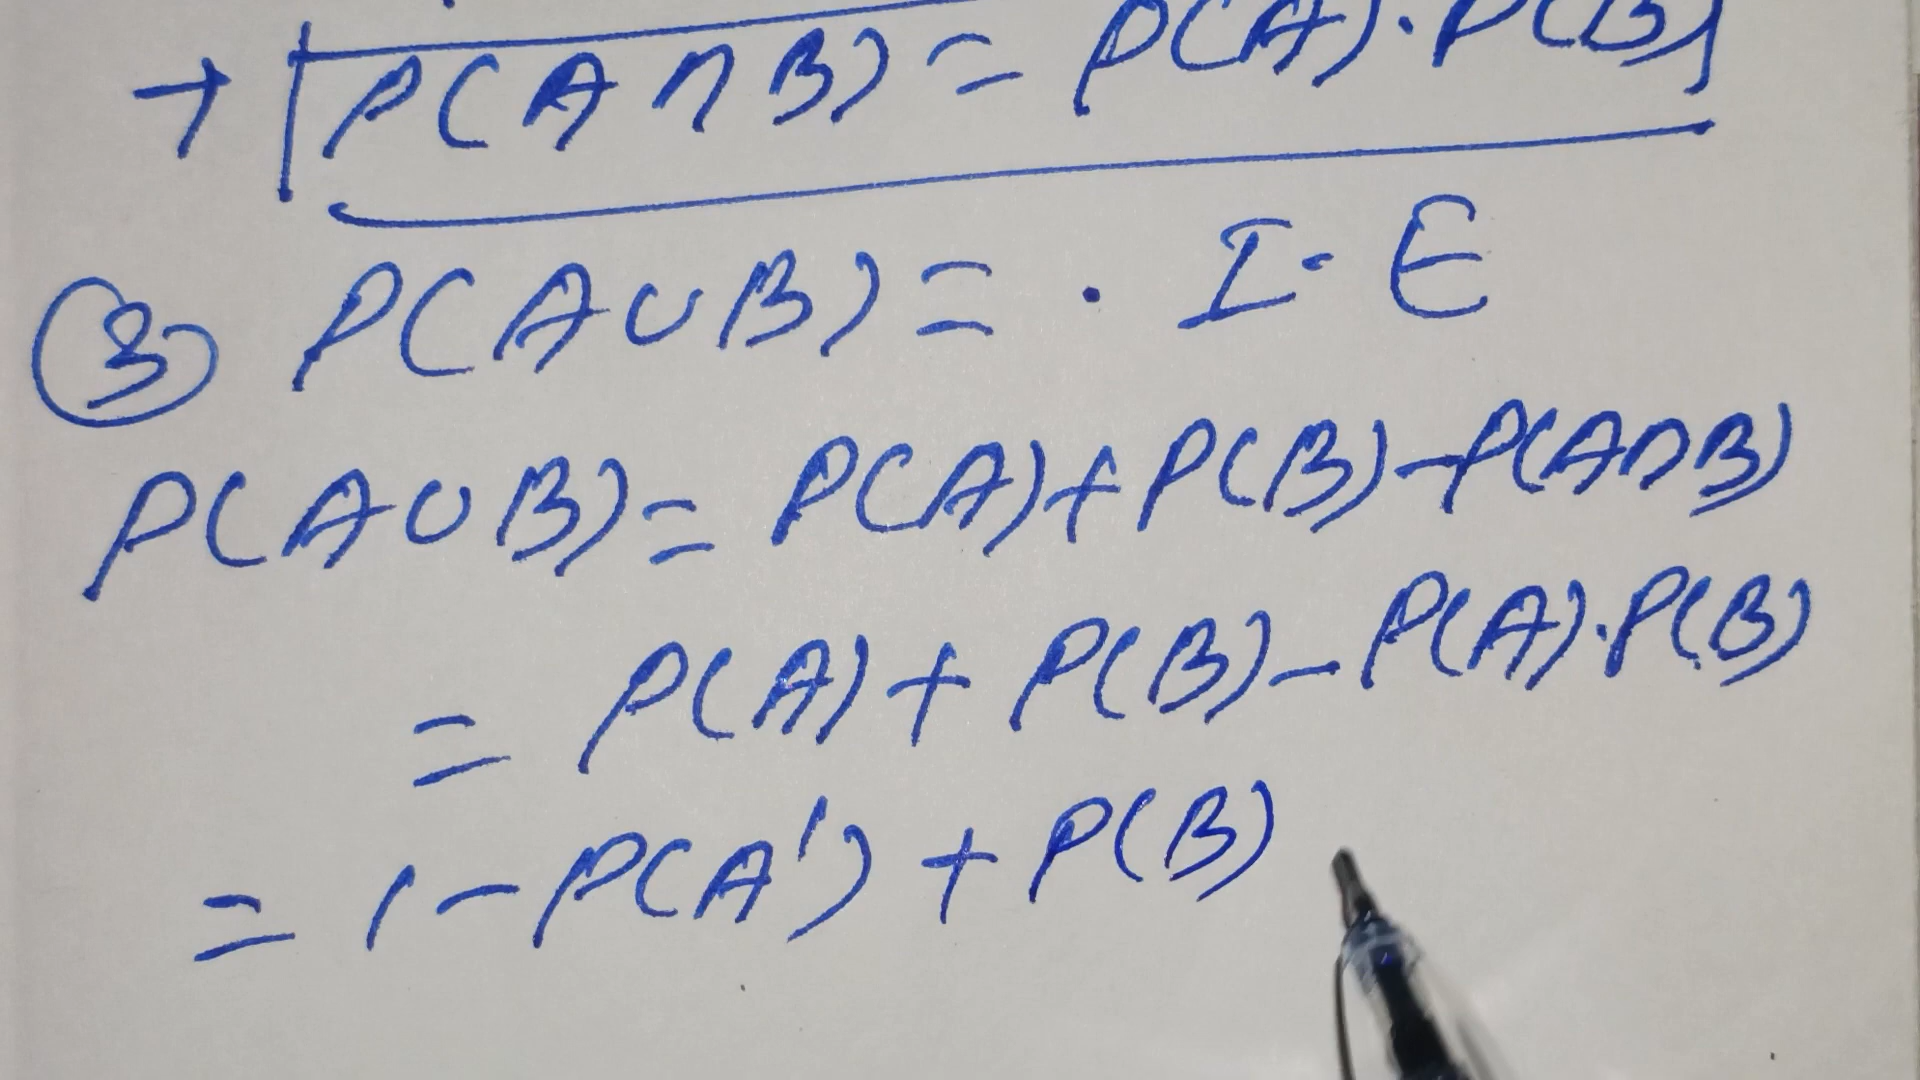 → P(A∩B) = P(A).P(B)
③ P(A∪B) = . I. E
P(A∪B) = P(A)+P(B)-P(A∩B)
= P(A)+P(B)-P(A).P(B)
= 1-P(A')+P(B)